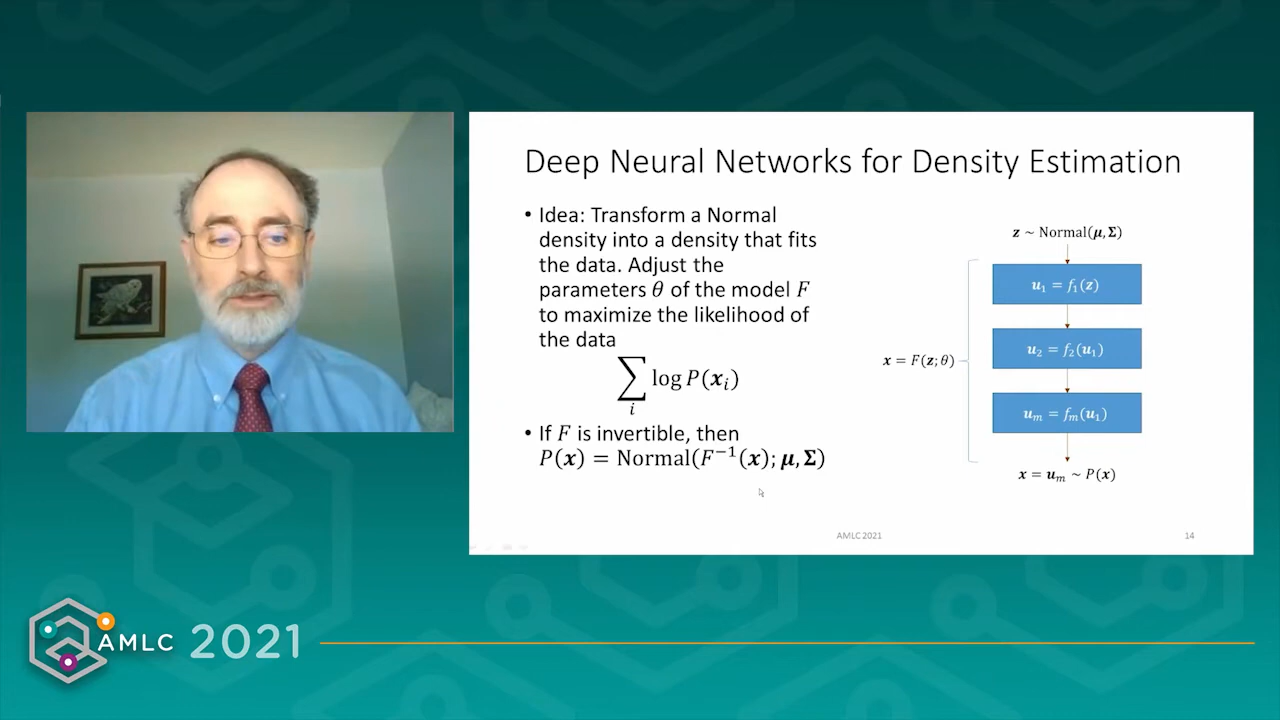 Deep Neural Networks for Density Estimation
• Idea: Transform a Normal
density into a density that fits
the data. Adjust the
parameters θ of the model F
to maximize the likelihood of
the data
∑ᵢ log P(𝒙ᵢ)
• If F is invertible, then
P(𝒙) = Normal(F⁻¹(𝒙); 𝝁, 𝚺)
𝒛 ~ Normal(𝝁, 𝚺)
𝒖₁ = f₁(𝒛)
𝒖₂ = f₂(𝒖₁)
𝒙 = F(𝒛; θ)
𝒖ₘ = fₘ(𝒖₁)
𝒙 = 𝒖ₘ ~ P(𝒙)
AMLC 2021
14
AMLC 2021